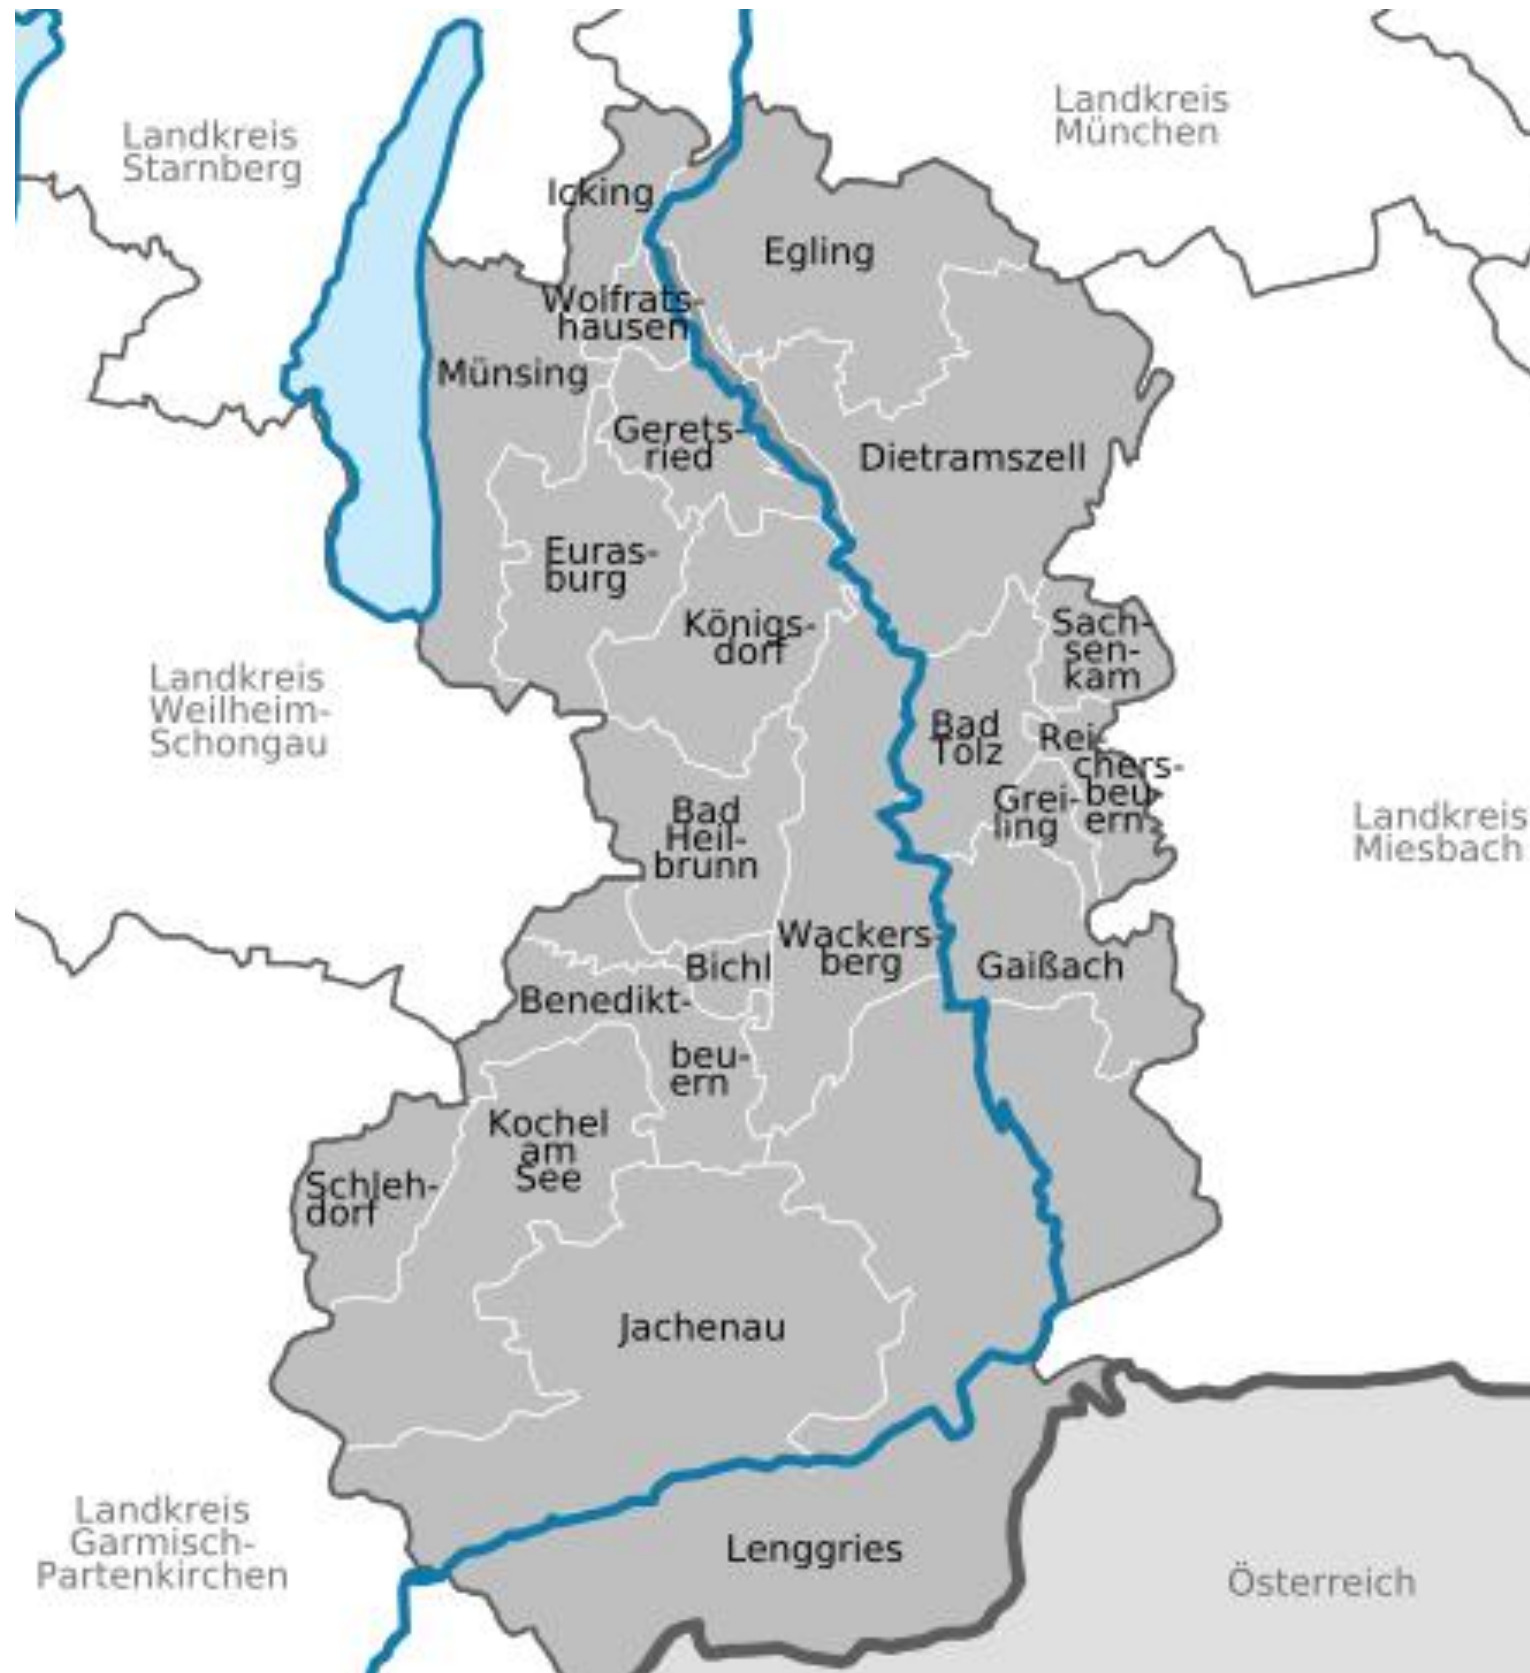 Landkreis
München
Landkreis
Starnberg
Icking
Egling
Wolfrats-
hausen
Münsing
Gerets-
ried
Dietramszell
Euras-
burg
Königs-
dorf
Sach-
sen-
kam
Landkreis
Weilheim-
Schongau
Bad
Tölz
Rei-
chers-
beu-
ern
Grei-
ling
Bad
Heil-
brunn
Landkreis
Miesbach
Wackers-
berg
Bichl
Gaißach
Benedikt-
beu-
ern
Kochel
am
See
Schleh-
dorf
Jachenau
Landkreis
Garmisch-
Partenkirchen
Lenggries
Österreich